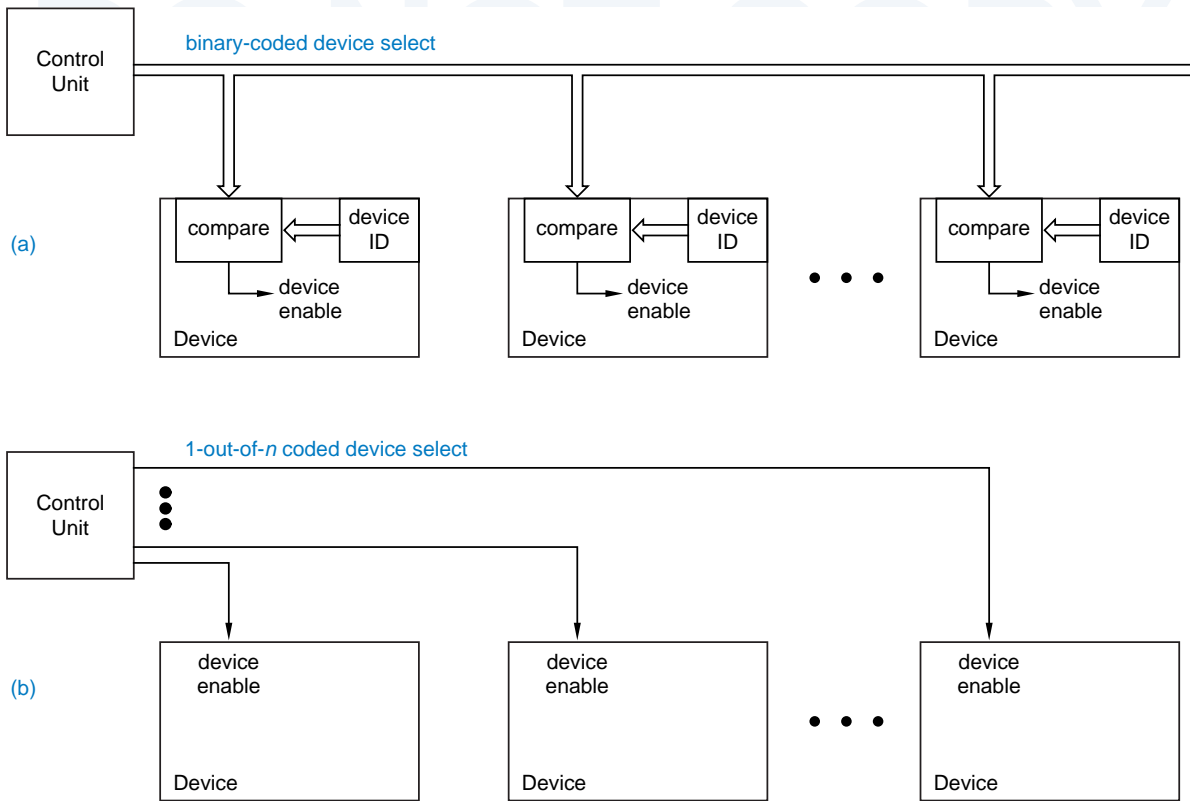 binary-coded device select
Control
Unit
compare
device
ID
compare
device
ID
compare
device
ID
(a)
device
enable
device
enable
device
enable
Device
Device
Device
1-out-of-n coded device select
Control
Unit
device
enable
device
enable
device
enable
(b)
Device
Device
Device